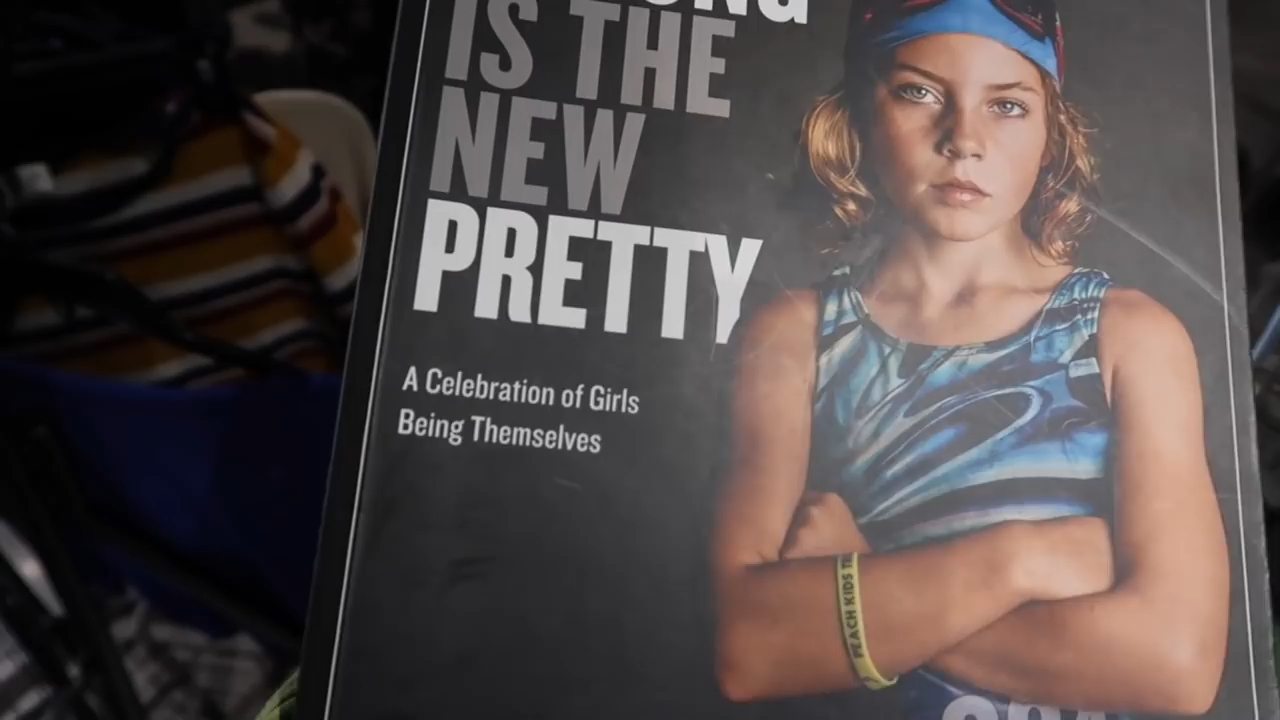 IS THE
NEW
PRETTY
A Celebration of Girls
Being Themselves
PEACH KIDS